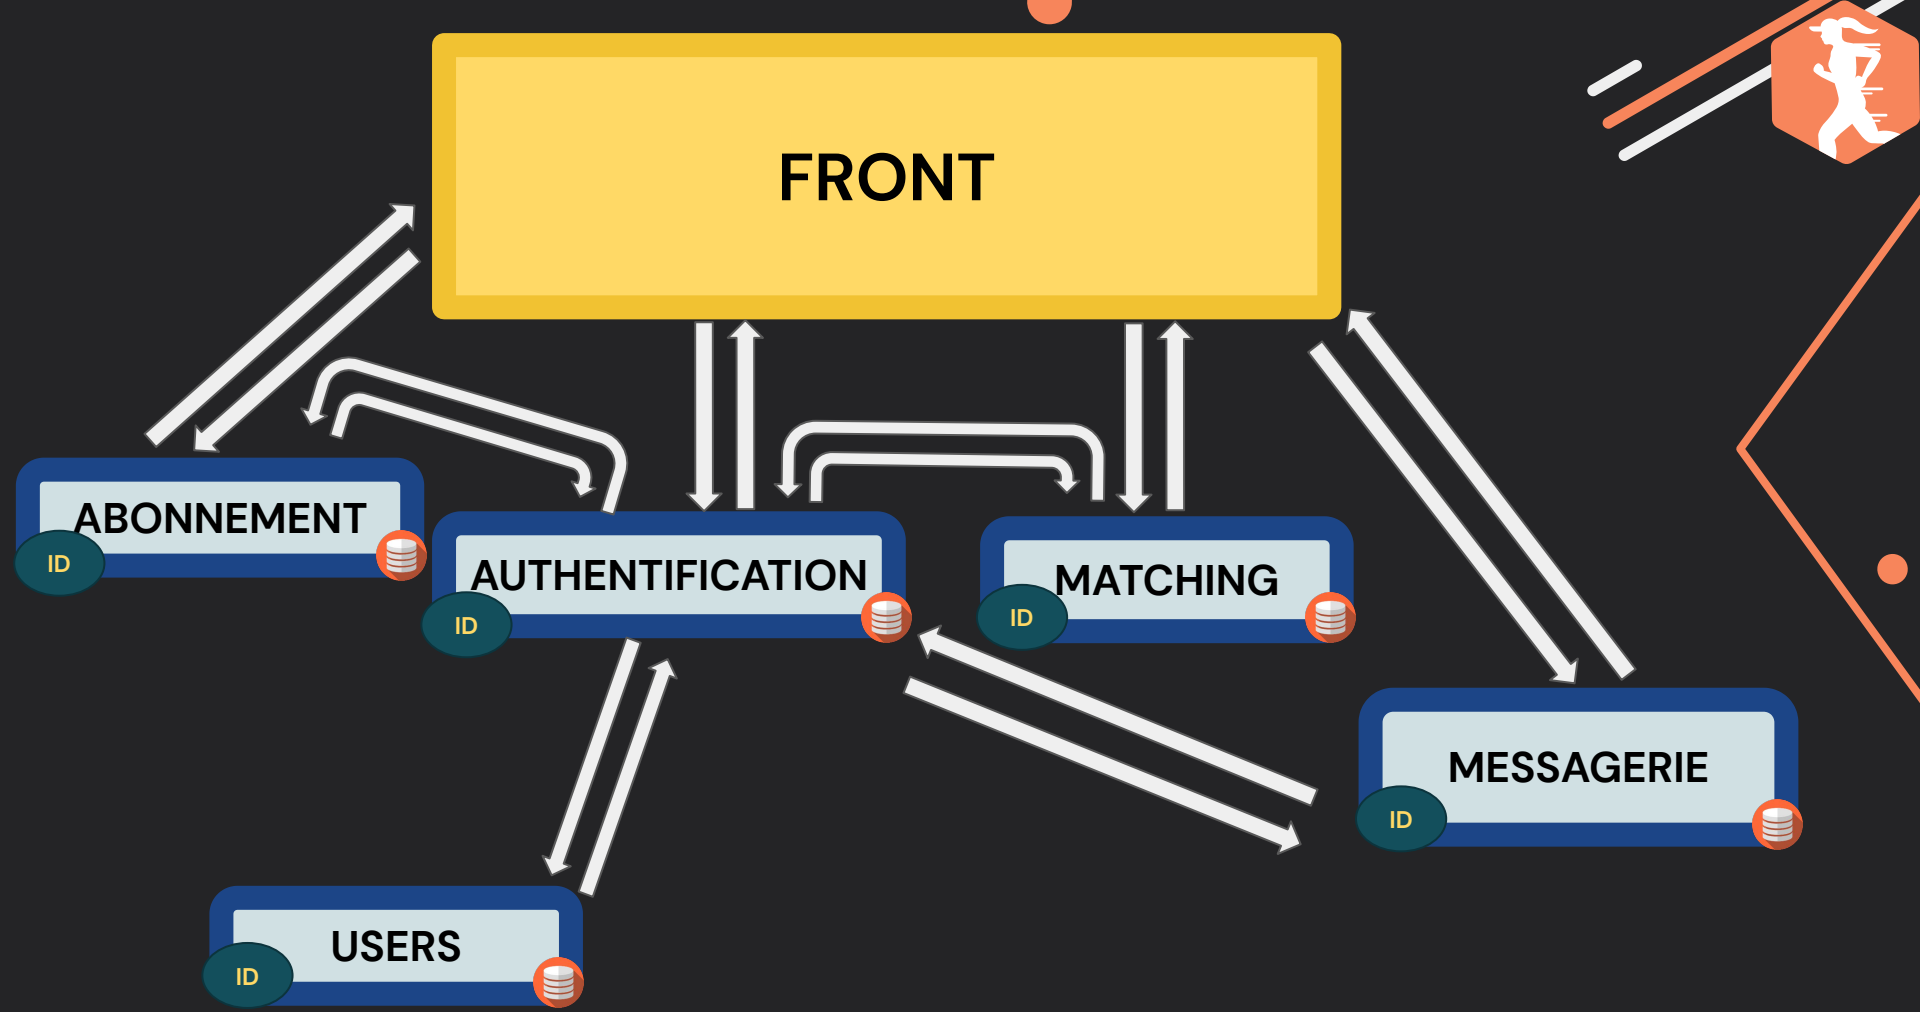 FRONT
ABONNEMENT
ID
AUTHENTIFICATION
ID
MATCHING
ID
MESSAGERIE
ID
USERS
ID